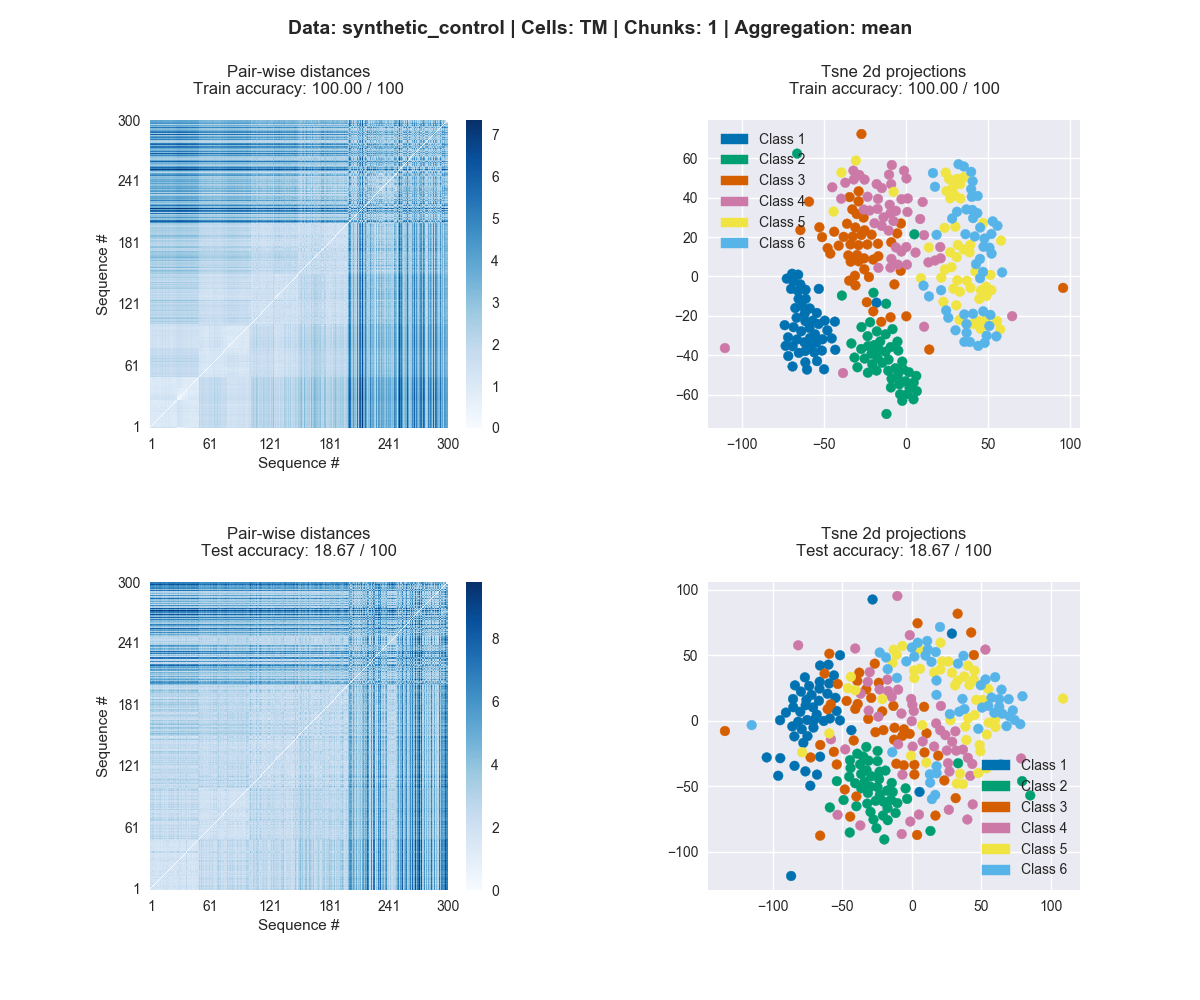 Data: synthetic_control | Cells: TM | Chunks: 1 | Aggregation: mean
Pair-wise distances
Train accuracy: 100.00 / 100
300
241
181
121
61
1
Sequence #
1 61 121 181 241 300
Sequence #
7
6
5
4
3
2
1
0
Tsne 2d projections
Train accuracy: 100.00 / 100
Class 1
Class 2
Class 3
Class 4
Class 5
Class 6
60
40
20
0
−20
−40
−60
−100 −50 0 50 100
Pair-wise distances
Test accuracy: 18.67 / 100
300
241
181
121
61
1
Sequence #
1 61 121 181 241 300
Sequence #
8
6
4
2
0
Tsne 2d projections
Test accuracy: 18.67 / 100
100
50
0
−50
−100
Class 1
Class 2
Class 3
Class 4
Class 5
Class 6
−100 −50 0 50 100